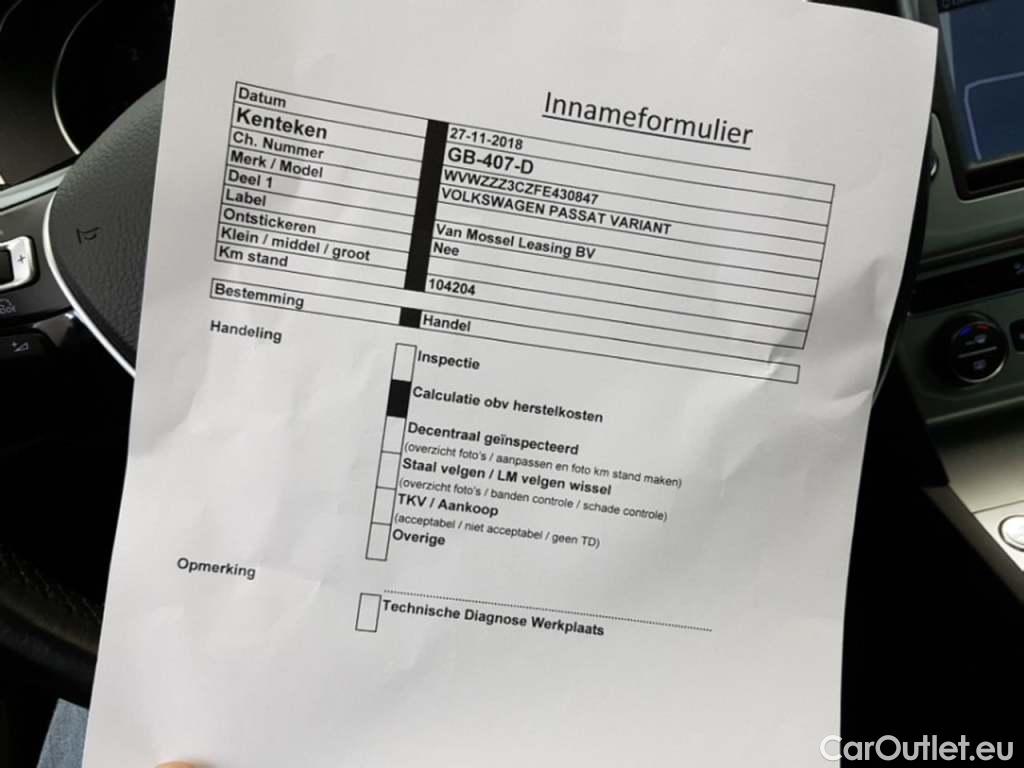 Innameformulier
Datum 27-11-2018
Kenteken GB-407-D
Ch. Nummer WVWZZZ3CZFE430847
Merk / Model VOLKSWAGEN PASSAT VARIANT
Deel 1
Label Van Mossel Leasing BV
Ontstickeren Nee
Klein / middel / groot
Km stand 104204
Bestemming Handel
Handeling
Inspectie
Calculatie obv herstelkosten
Decentraal geïnspecteerd
(overzicht foto's / aanpassen en foto km stand maken)
Staal velgen / LM velgen wissel
(overzicht foto's / banden controle / schade controle)
TKV / Aankoop
(acceptabel / niet acceptabel / geen TD)
Overige
Opmerking
Technische Diagnose Werkplaats
CarOutlet.eu